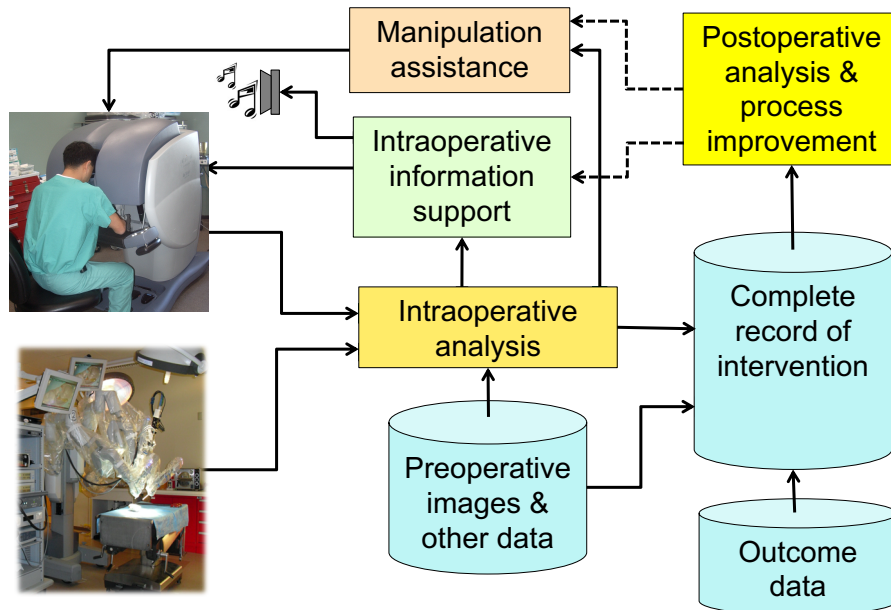 Manipulation
assistance
Postoperative
analysis &
process
improvement
Intraoperative
information
support
Intraoperative
analysis
Complete
record of
intervention
Preoperative
images &
other data
Outcome
data